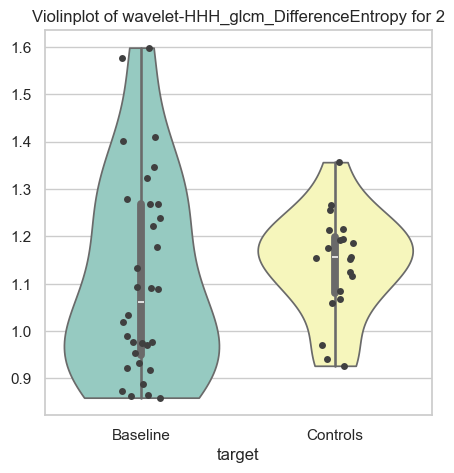 Violinplot of wavelet-HHH_glcm_DifferenceEntropy for 2
1.6
1.5
1.4
1.3
1.2
1.1
1.0
0.9
Baseline Controls
target